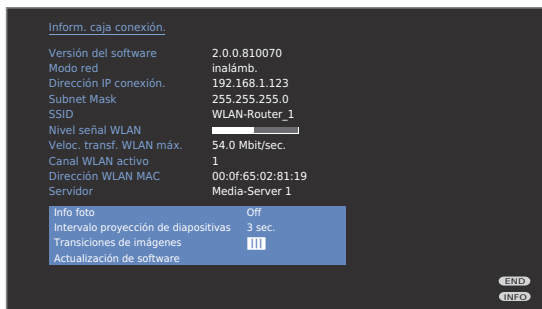 Inform. caja conexión.
Versión del software 2.0.0.810070
Modo red inalámb.
Dirección IP conexión. 192.168.1.123
Subnet Mask 255.255.255.0
SSID WLAN-Router_1
Nivel señal WLAN
Veloc. transf. WLAN máx. 54.0 Mbit/sec.
Canal WLAN activo 1
Dirección WLAN MAC 00:0f:65:02:81:19
Servidor Media-Server 1
Info foto Off
Intervalo proyección de diapositivas 3 sec.
Transiciones de imágenes
Actualización de software
END
INFO